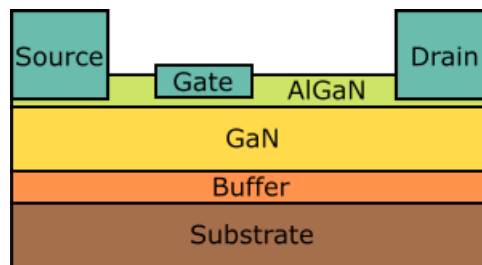 Source
Drain
Gate
AlGaN
GaN
Buffer
Substrate